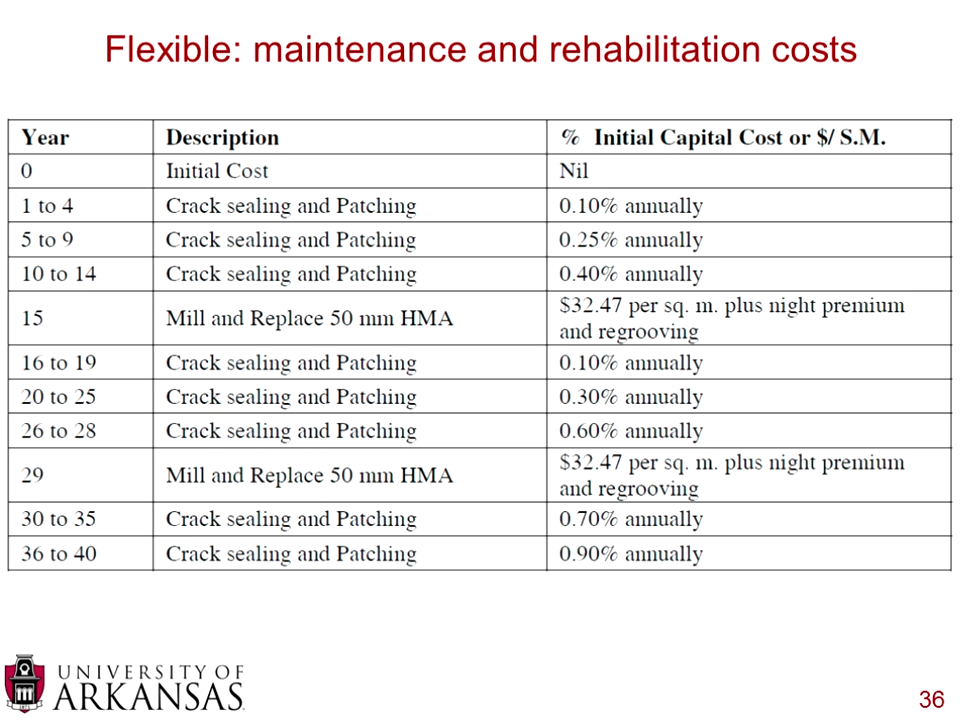 Flexible: maintenance and rehabilitation costs
Year Description % Initial Capital Cost or $/ S.M.
0 Initial Cost Nil
1 to 4 Crack sealing and Patching 0.10% annually
5 to 9 Crack sealing and Patching 0.25% annually
10 to 14 Crack sealing and Patching 0.40% annually
15 Mill and Replace 50 mm HMA $32.47 per sq. m. plus night premium
and regrooving
16 to 19 Crack sealing and Patching 0.10% annually
20 to 25 Crack sealing and Patching 0.30% annually
26 to 28 Crack sealing and Patching 0.60% annually
29 Mill and Replace 50 mm HMA $32.47 per sq. m. plus night premium
and regrooving
30 to 35 Crack sealing and Patching 0.70% annually
36 to 40 Crack sealing and Patching 0.90% annually
UNIVERSITY OF
ARKANSAS
36